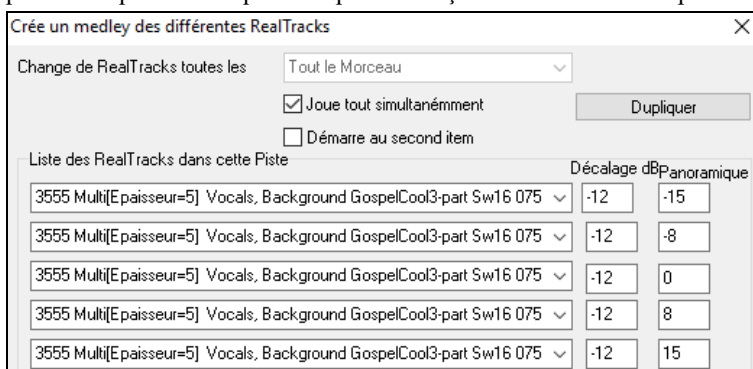 Crée un medley des différentes RealTracks
Change de RealTracks toutes les Tout le Morceau
Joue tout simultanémment Dupliquer
Démarre au second item
Liste des RealTracks dans cette Piste Décalage dB Panoramique
3555 Multi[Epaisseur=5] Vocals, Background GospelCool3-part Sw16 075 -12 -15
3555 Multi[Epaisseur=5] Vocals, Background GospelCool3-part Sw16 075 -12 -8
3555 Multi[Epaisseur=5] Vocals, Background GospelCool3-part Sw16 075 -12 0
3555 Multi[Epaisseur=5] Vocals, Background GospelCool3-part Sw16 075 -12 8
3555 Multi[Epaisseur=5] Vocals, Background GospelCool3-part Sw16 075 -12 15